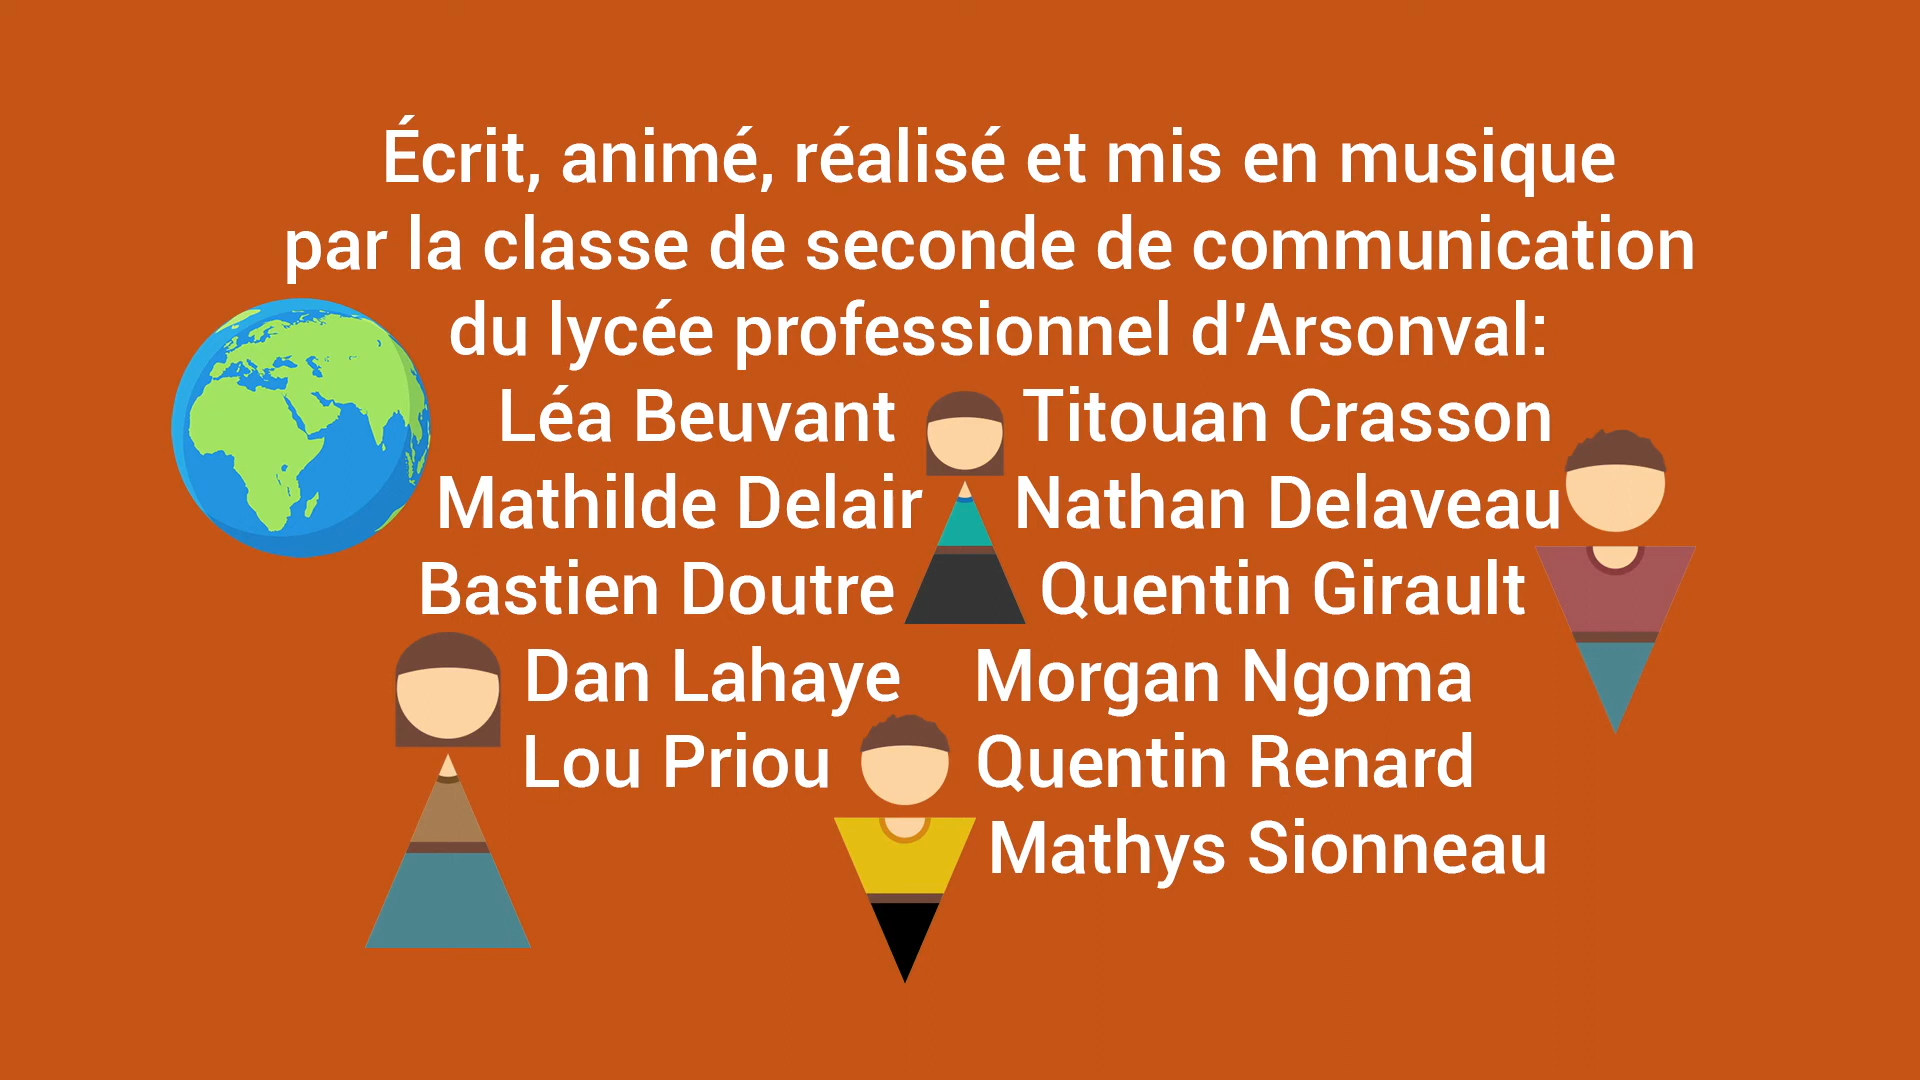 Écrit, animé, réalisé et mis en musique
par la classe de seconde de communication
du lycée professionnel d'Arsonval:
Léa Beuvant Titouan Crasson
Mathilde Delair Nathan Delaveau
Bastien Doutre Quentin Girault
Dan Lahaye Morgan Ngoma
Lou Priou Quentin Renard
Mathys Sionneau